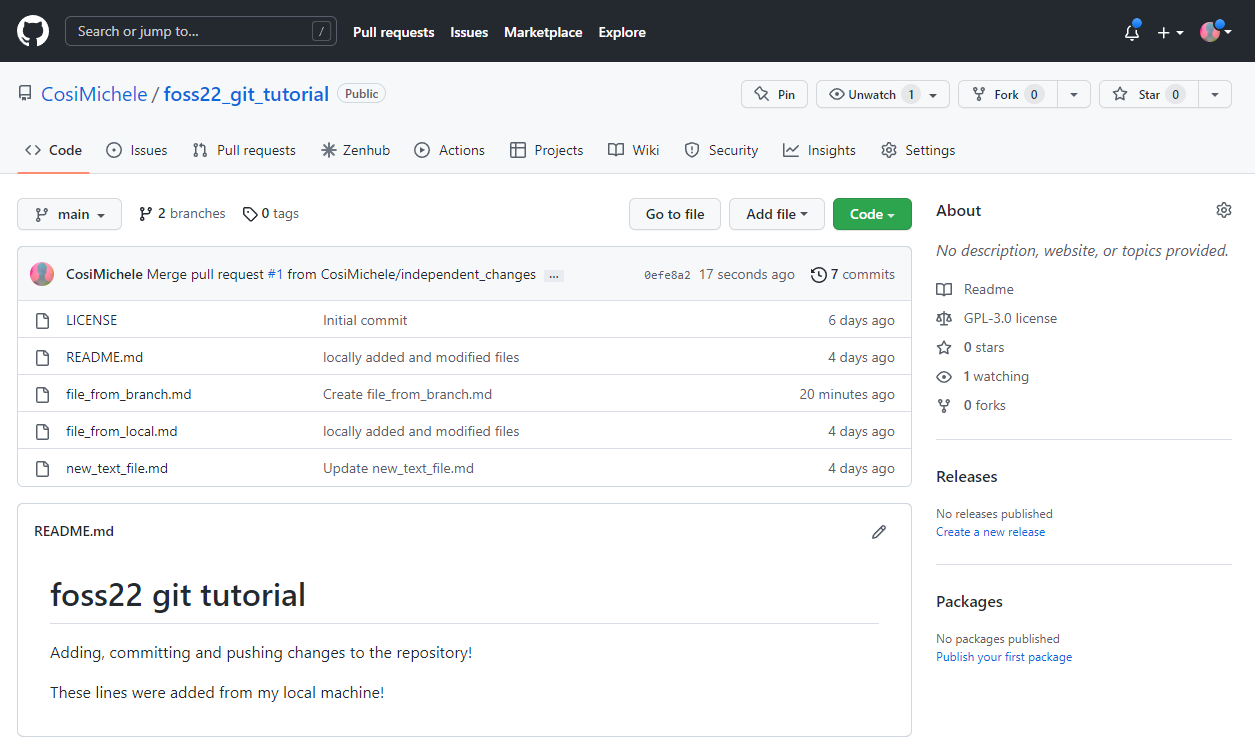 Search or jump to... /
Pull requests Issues Marketplace Explore
CosiMichele / foss22_git_tutorial Public
Pin Unwatch 1 Fork 0 Star 0
Code Issues Pull requests Zenhub Actions Projects Wiki Security Insights Settings
main 2 branches 0 tags Go to file Add file Code
CosiMichele Merge pull request #1 from CosiMichele/independent_changes ... 0efe8a2 17 seconds ago 7 commits
LICENSE Initial commit 6 days ago
README.md locally added and modified files 4 days ago
file_from_branch.md Create file_from_branch.md 20 minutes ago
file_from_local.md locally added and modified files 4 days ago
new_text_file.md Update new_text_file.md 4 days ago
README.md
foss22 git tutorial
Adding, committing and pushing changes to the repository!
These lines were added from my local machine!
About
No description, website, or topics provided.
Readme
GPL-3.0 license
0 stars
1 watching
0 forks
Releases
No releases published
Create a new release
Packages
No packages published
Publish your first package